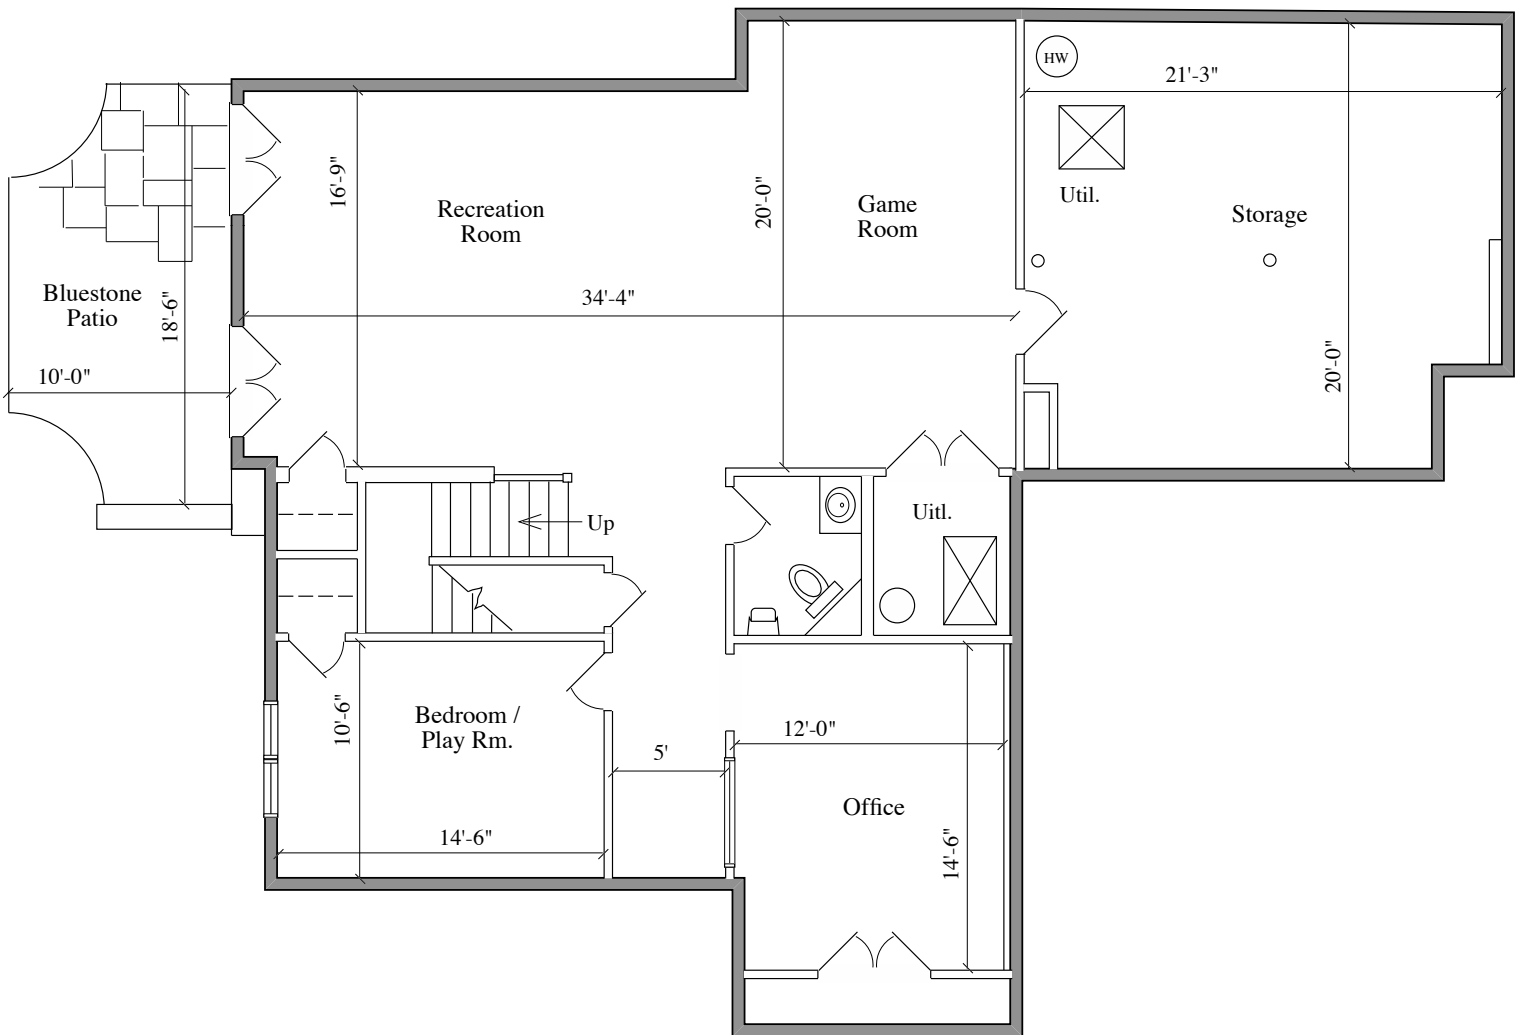 HW
21'-3"
16'-9"
20'-0"
Util.
Recreation
Room
Game
Room
Storage
Bluestone
Patio
18'-6"
34'-4"
10'-0"
20'-0"
Up
Uitl.
10'-6"
Bedroom /
Play Rm.
5'
12'-0"
Office
14'-6"
14'-6"